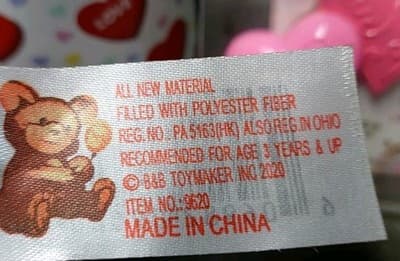 LOVE
ALL NEW MATERIAL
FILLED WITH POLYESTER FIBER
REG. NO. PA 5163(HK) ALSO REG. IN OHIO
RECOMMENDED FOR AGE 3 YEARS & UP
© B&B TOYMAKER INC 2020
ITEM NO.: 9620
MADE IN CHINA